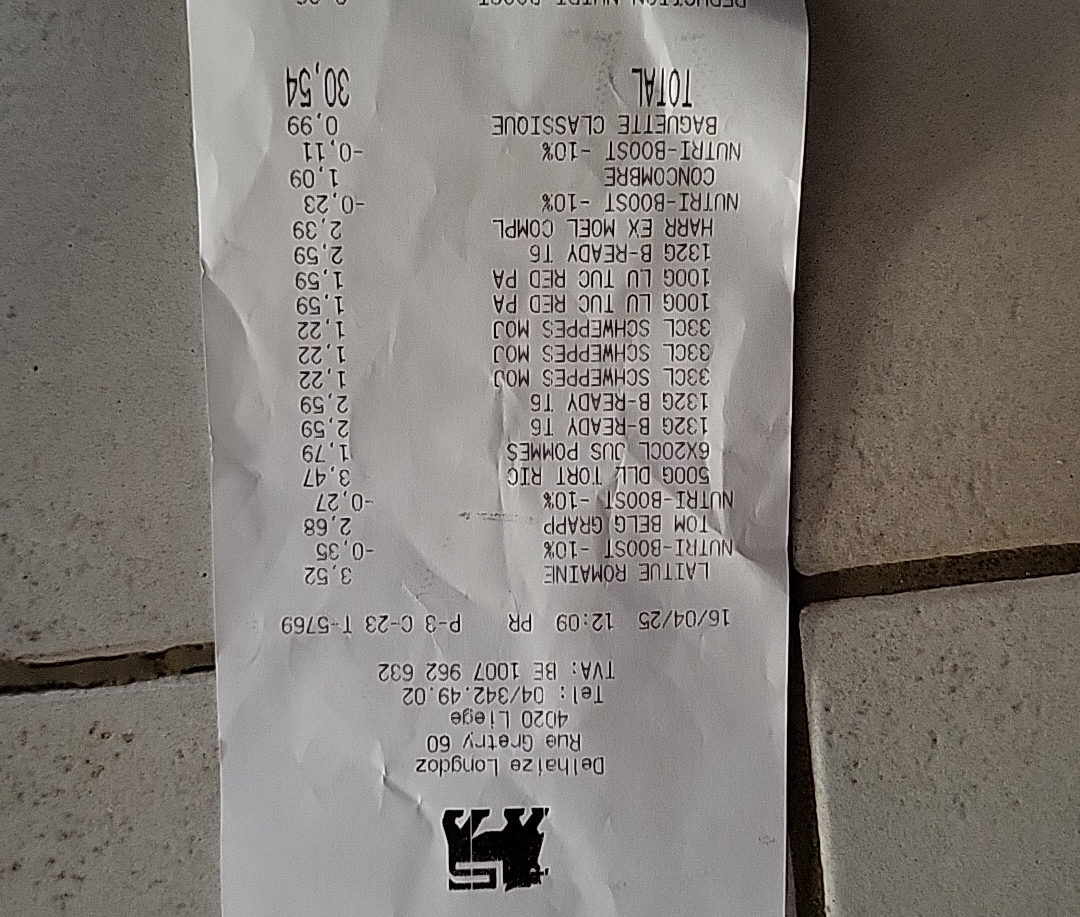 Delhaize Longdoz
Rue Gretry 60
4020 Liege
Tel: 04/342.49.02
TVA: BE 1007 962 632
16/04/25 12:09 PR P-3 C-23 T-5769
LAITUE ROMAINE 3,52
NUTRI-BOOST -10% -0,35
TOM BELG GRAPP 2,68
NUTRI-BOOST -10% -0,27
500G DLL TORT RIC 3,47
6X20CL JUS POMMES 1,79
132G B-READY T6 2,59
132G B-READY T6 2,59
33CL SCHWEPPES MOJ 1,22
33CL SCHWEPPES MOJ 1,22
33CL SCHWEPPES MOJ 1,22
100G LU TUC RED PA 1,59
100G LU TUC RED PA 1,59
132G B-READY T6 2,59
HARR EX MOEL COMPL 2,39
NUTRI-BOOST -10% -0,23
CONCOMBRE 1,09
NUTRI-BOOST -10% -0,11
BAGUETTE CLASSIQUE 0,99
TOTAL 30,54
REDUCTION NUTRI-BOOST